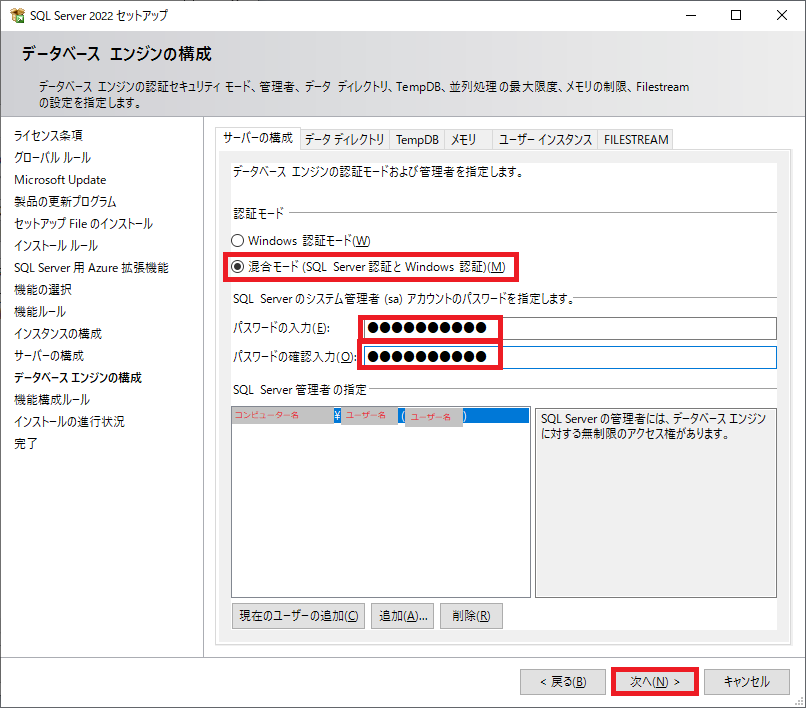 SQL Server 2022 セットアップ
データベース エンジンの構成
データベース エンジンの認証セキュリティ モード、管理者、データ ディレクトリ、TempDB、並列処理の最大限度、メモリの制限、Filestream
の設定を指定します。
ライセンス条項
グローバル ルール
Microsoft Update
製品の更新プログラム
セットアップ File のインストール
インストール ルール
SQL Server 用 Azure 拡張機能
機能の選択
機能ルール
インスタンスの構成
サーバーの構成
データベース エンジンの構成
機能構成ルール
インストールの進行状況
完了
サーバーの構成 データ ディレクトリ TempDB メモリ ユーザー インスタンス FILESTREAM
データベース エンジンの認証モードおよび管理者を指定します。
認証モード
Windows 認証モード(W)
混合モード (SQL Server 認証と Windows 認証)(M)
SQL Server のシステム管理者 (sa) アカウントのパスワードを指定します。
パスワードの入力(E): ●●●●●●●●●●
パスワードの確認入力(O): ●●●●●●●●●●
SQL Server 管理者の指定
コンピューター名 ¥ ユーザー名 ( ユーザー名 )
SQL Server の管理者には、データベース エンジン
に対する無制限のアクセス権があります。
現在のユーザーの追加(C) 追加(A)... 削除(R)
< 戻る(B) 次へ(N) > キャンセル